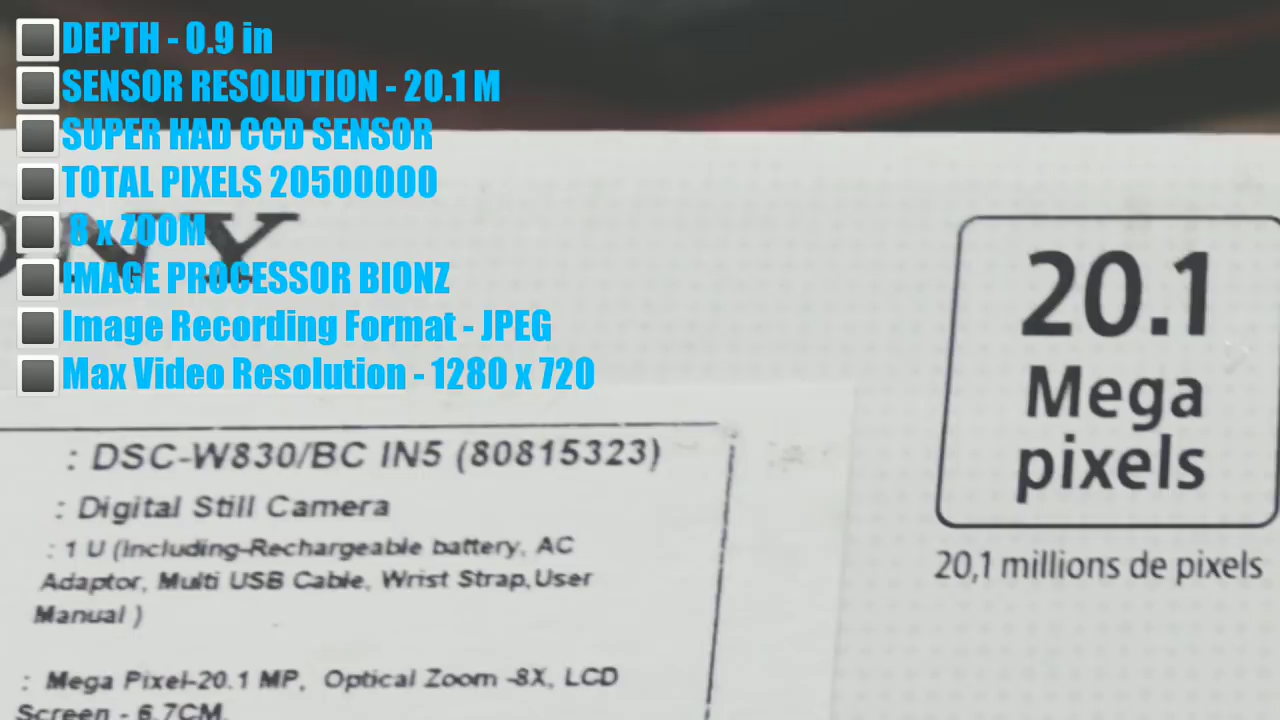 DEPTH - 0.9 in
SENSOR RESOLUTION - 20.1 M
SUPER HAD CCD SENSOR
TOTAL PIXELS 20500000
8 x ZOOM
IMAGE PROCESSOR BIONZ
Image Recording Format - JPEG
Max Video Resolution - 1280 x 720
ONY
20.1
Mega
pixels
20,1 millions de pixels
: DSC-W830/BC IN5 (80815323)
: Digital Still Camera
: 1 U (Including-Rechargeable battery, AC
Adaptor, Multi USB Cable, Wrist Strap,User
Manual )
: Mega Pixel-20.1 MP, Optical Zoom -8X, LCD
Screen - 6.7CM,